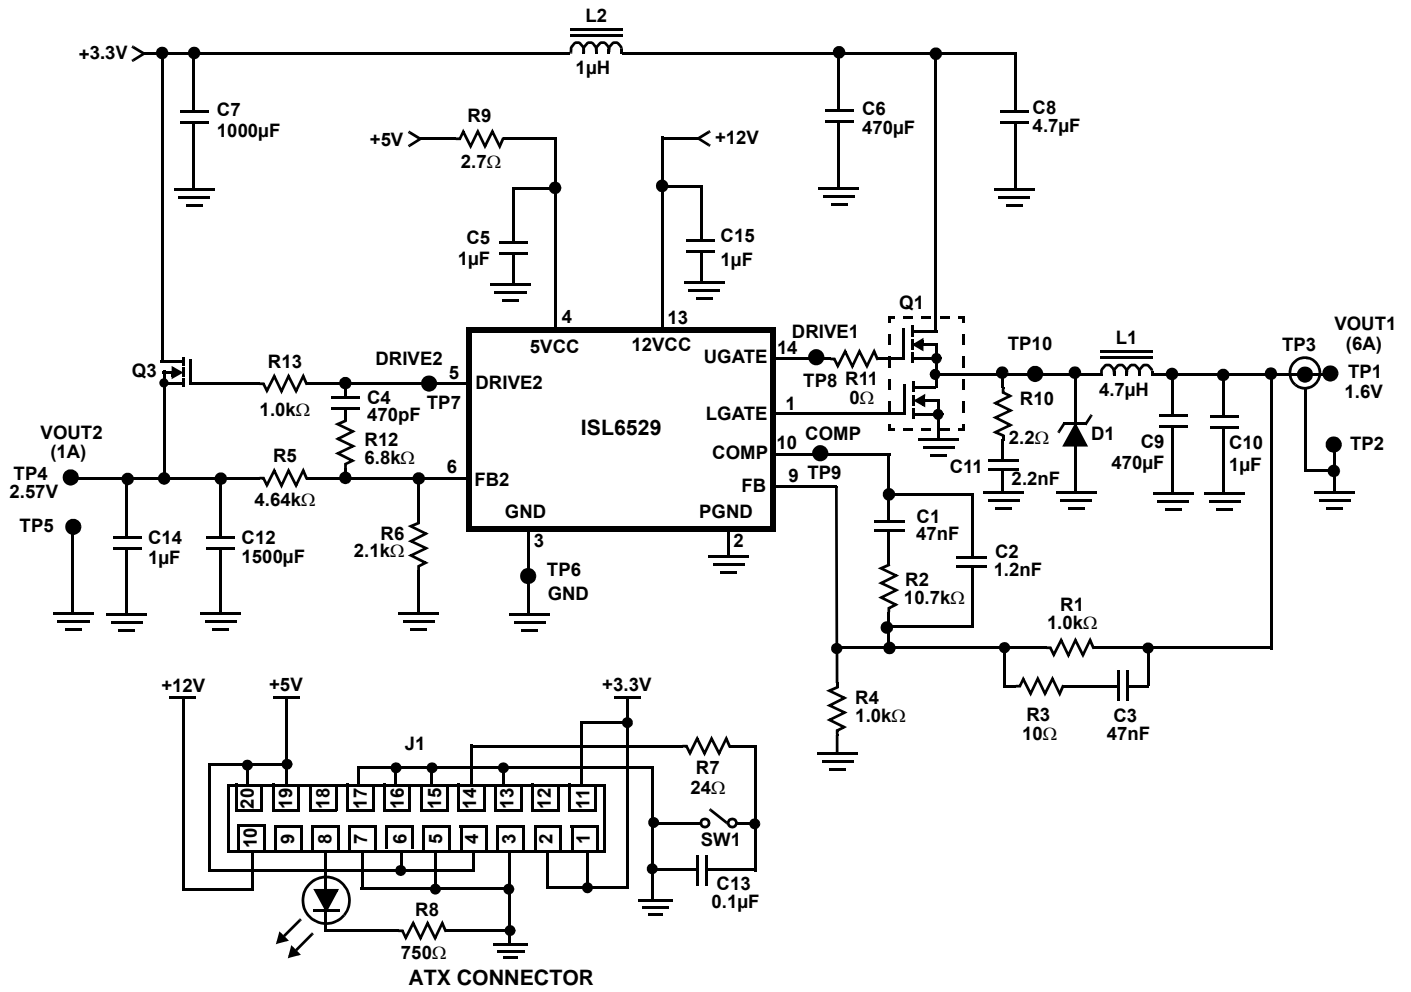 L2
+3.3V
1µH
C7
1000µF
C6
470µF
C8
4.7µF
R9
+5V
2.7Ω
+12V
C5
1µF
C15
1µF
Q1
4
13
5VCC
12VCC
DRIVE1
VOUT1
(6A)
TP3
TP10
L1
UGATE
14
TP8
R11
0Ω
TP1
1.6V
4.7µH
Q3
R13
DRIVE2
5
DRIVE2
1.0kΩ
TP7
C4
470pF
LGATE
1
ISL6529
R10
2.2Ω
D1
C9
470µF
C10
1µF
TP2
VOUT2
(1A)
TP4
2.57V
R12
6.8kΩ
R5
4.64kΩ
6
FB2
COMP
10
COMP
TP9
C11
2.2nF
FB
9
TP5
GND
PGND
C14
1µF
C12
1500µF
R6
2.1kΩ
3
2
C1
47nF
TP6
GND
C2
1.2nF
R2
10.7kΩ
R1
1.0kΩ
+12V
+5V
+3.3V
R4
1.0kΩ
R3
10Ω
C3
47nF
J1
R7
24Ω
20
19
18
17
16
15
14
13
12
11
10
9
8
7
6
5
4
3
2
1
SW1
C13
0.1µF
R8
750Ω
ATX CONNECTOR